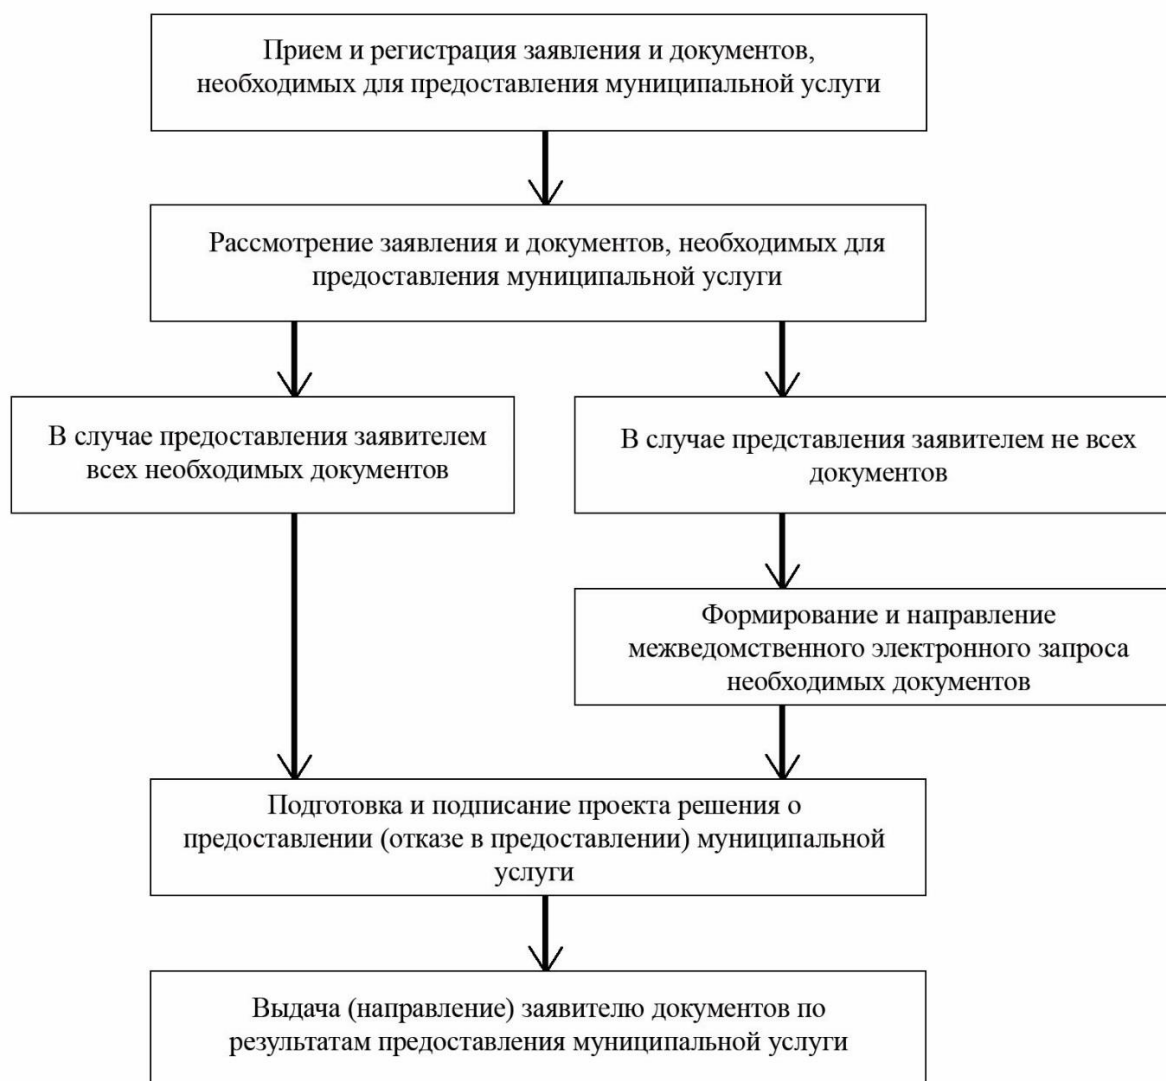 Прием и регистрация заявления и документов,
необходимых для предоставления муниципальной услуги
Рассмотрение заявления и документов, необходимых для
предоставления муниципальной услуги
В случае предоставления заявителем
всех необходимых документов
В случае представления заявителем не всех
документов
Формирование и направление
межведомственного электронного запроса
необходимых документов
Подготовка и подписание проекта решения о
предоставлении (отказе в предоставлении) муниципальной
услуги
Выдача (направление) заявителю документов по
результатам предоставления муниципальной услуги